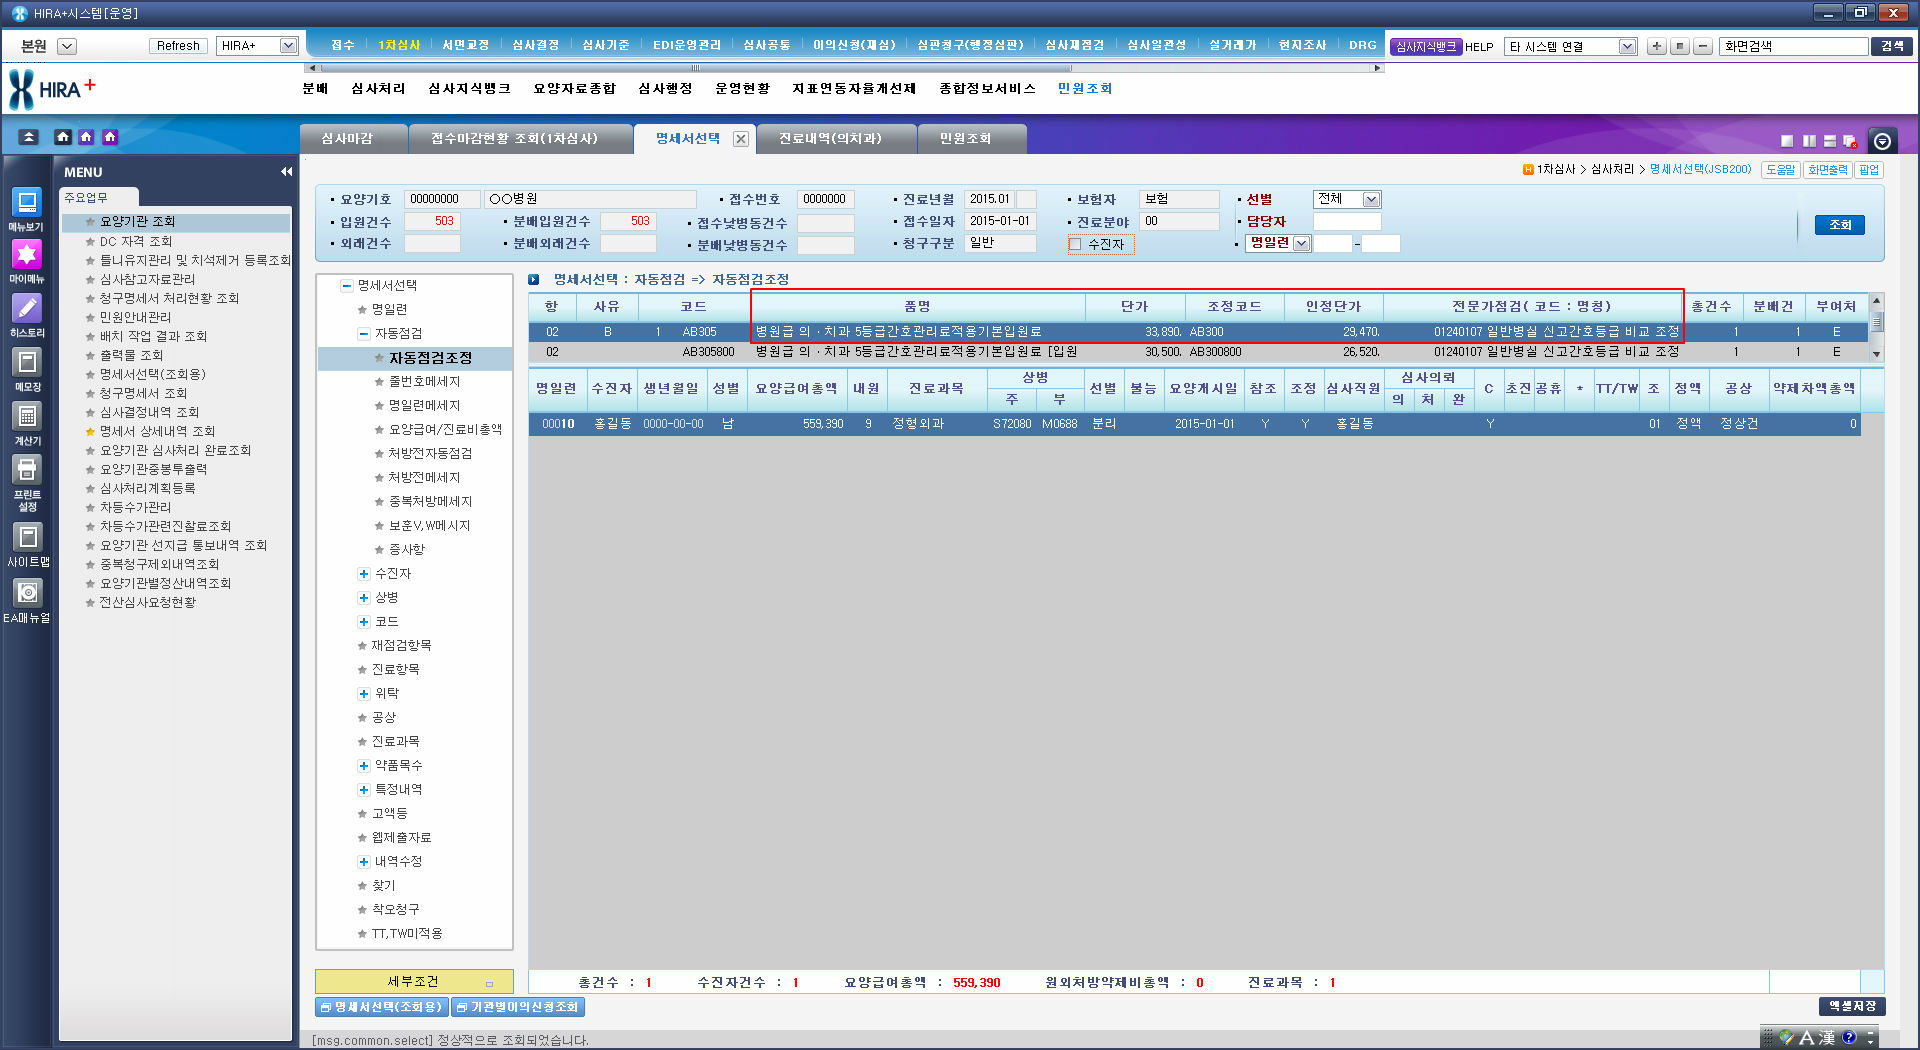 HIRA+시스템[운영]
본원 Refresh HIRA+ 접수 1차심사 서면교정 심사결정 심사기준 EDI운영관리 심사공통 이의신청(재심) 심판청구(행정심판) 심사재점검 심사일관성 실거래가 현지조사 DRG 심사지식뱅크 HELP 타 시스템 연결 화면검색 검색
HIRA+ 분배 심사처리 심사지식뱅크 요양자료종합 심사행정 운영현황 지표연동자율개선제 종합정보서비스 민원조회
심사마감 접수마감현황 조회(1차심사) 명세서선택 진료내역(의치과) 민원조회
MENU
1차심사 > 심사처리 > 명세서선택(JSB200) 도움말 화면출력 팝업
주요업무
요양기관 조회
DC 자격 조회
틀니유지관리 및 치석제거 등록조회
심사참고자료관리
청구명세서 처리현황 조회
민원안내관리
배치 작업 결과 조회
출력물 조회
명세서선택(조회용)
청구명세서 조회
심사결정내역 조회
명세서 상세내역 조회
요양기관 심사처리 완료조회
요양기관중봉투출력
심사처리계획등록
차등수가관리
차등수가관련진찰료조회
요양기관 선지급 통보내역 조회
중복청구제외내역조회
요양기관별정산내역조회
전산심사요청현황
메뉴보기
마이메뉴
히스토리
메모장
계산기
프린트
설정
사이트맵
EA매뉴얼
요양기호 00000000 ○○병원 접수번호 0000000 진료년월 2015.01 보험자 보험 선별 전체
입원건수 503 분배입원건수 503 접수낮병동건수 접수일자 2015-01-01 진료분야 00 담당자
외래건수 분배외래건수 분배낮병동건수 청구구분 일반 수진자 명일련 -
조회
명세서선택
명일련
자동점검
자동점검조정
줄번호메세지
명일련메세지
요양급여/진료비총액
처방전자동점검
처방전메세지
중복처방메세지
보훈V,W메시지
증사항
수진자
상병
코드
재점검항목
진료항목
위탁
공상
진료과목
약품목수
특정내역
고액등
웹제출자료
내역수정
찾기
착오청구
TT,TW미적용
세부조건
명세서선택(조회용) 기관별이의신청조회
명세서선택 : 자동점검 => 자동점검조정
항 사유 코드 품명 단가 조정코드 인정단가 전문가점검( 코드 : 명칭) 총건수 분배건 부여처
02 B 1 AB305 병원급 의·치과 5등급간호관리료적용기본입원료 33,890. AB300 29,470. 01240107 일반병실 신고간호등급 비교 조정 1 1 E
02 AB305800 병원급 의·치과 5등급간호관리료적용기본입원료 [입원 30,500. AB300800 26,520. 01240107 일반병실 신고간호등급 비교 조정 1 1 E
명일련 수진자 생년월일 성별 요양급여총액 내원 진료과목 상병 주 부 선별 불능 요양개시일 참조 조정 심사직원 심사의뢰 의 처 완 C 초진 공휴 * TT/TW 조 정액 공상 약제차액총액
00010 홍길동 0000-00-00 남 559,390 9 정형외과 S72080 M0688 분리 2015-01-01 Y Y 홍길동 Y 01 정액 정상건 0
총건수 : 1 수진자건수 : 1 요양급여총액 : 559,390 원외처방약제비총액 : 0 진료과목 : 1
엑셀저장
[msg.common.select] 정상적으로 조회되었습니다.
A 漢